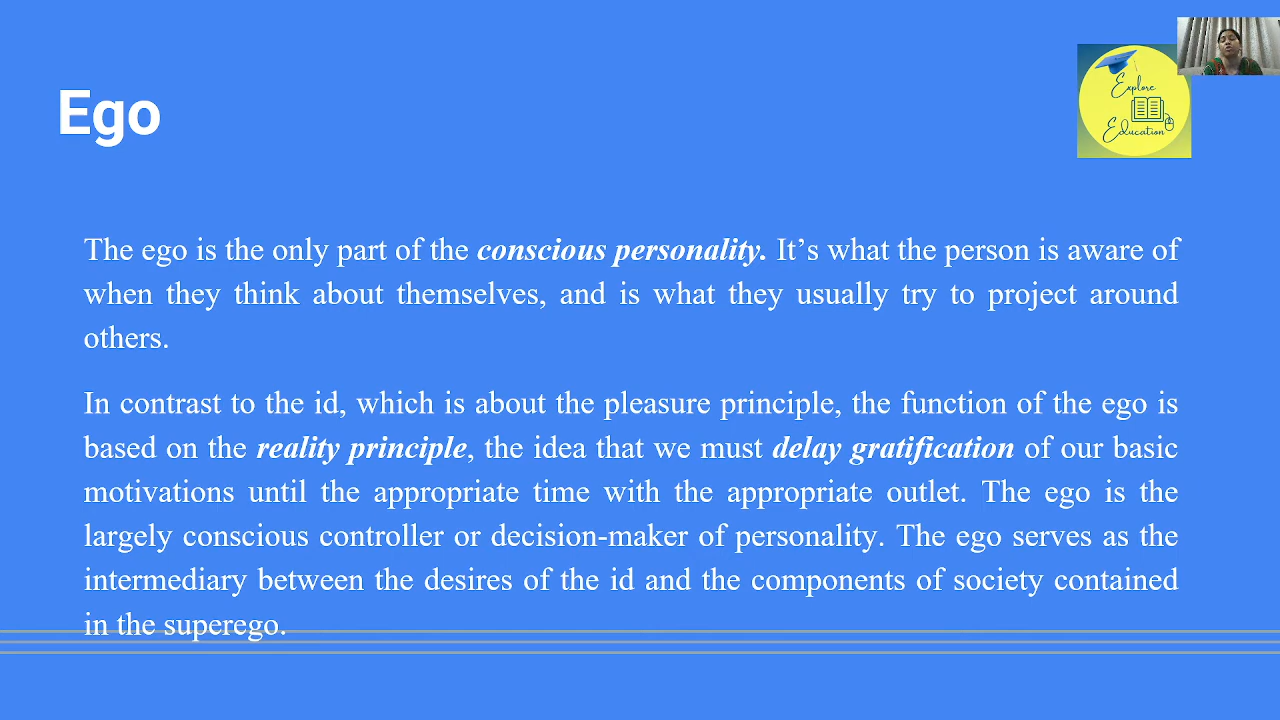 Ego
Explore
Education
The ego is the only part of the conscious personality. It’s what the person is aware of
when they think about themselves, and is what they usually try to project around
others.
In contrast to the id, which is about the pleasure principle, the function of the ego is
based on the reality principle, the idea that we must delay gratification of our basic
motivations until the appropriate time with the appropriate outlet. The ego is the
largely conscious controller or decision-maker of personality. The ego serves as the
intermediary between the desires of the id and the components of society contained
in the superego.